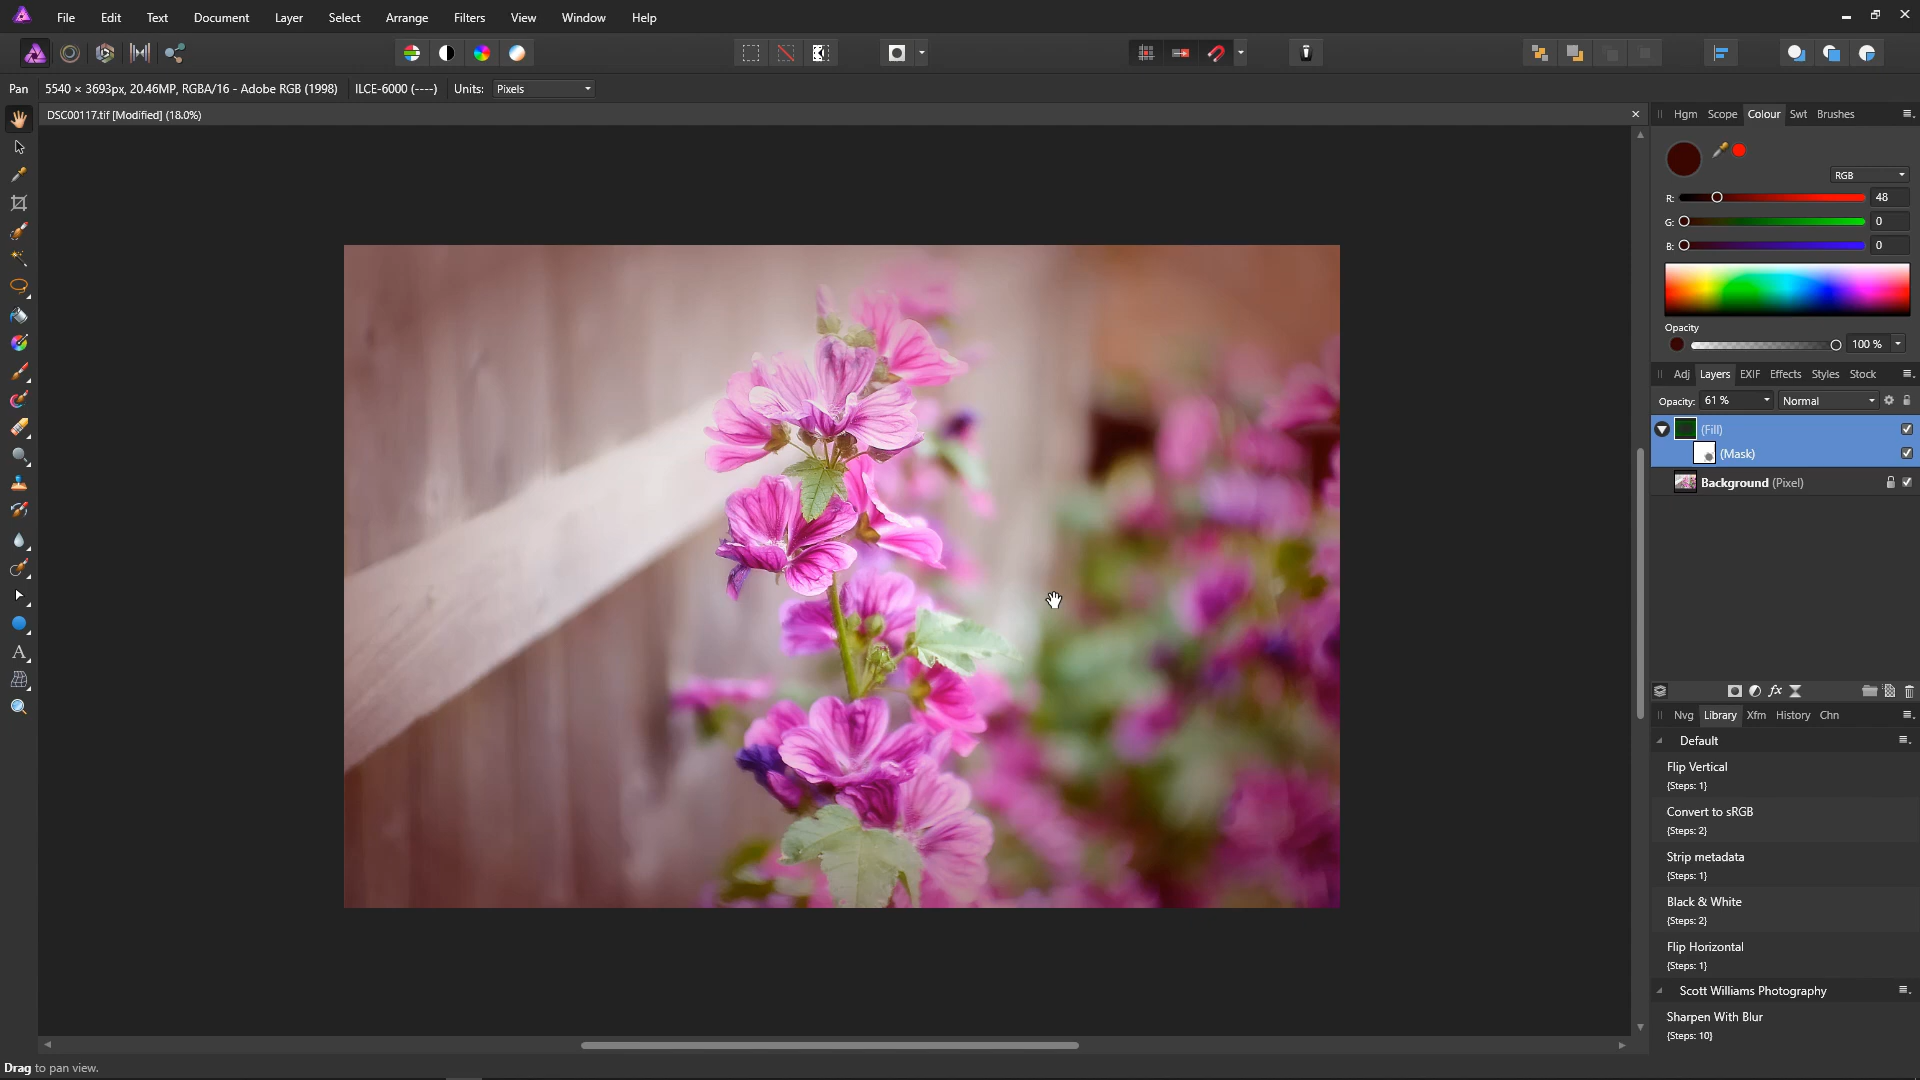 File Edit Text Document Layer Select Arrange Filters View Window Help
Pan 5540 × 3693px, 20.46MP, RGBA/16 - Adobe RGB (1998) ILCE-6000 (----) Units: Pixels
DSC00117.tif [Modified] (18.0%)
Hgm Scope Colour Swt Brushes
RGB
R: 48
G: 0
B: 0
Opacity
100 %
Adj Layers EXIF Effects Styles Stock
Opacity: 61 % Normal
(Fill)
(Mask)
Background (Pixel)
fx
Nvg Library Xfm History Chn
Default
Flip Vertical
{Steps: 1}
Convert to sRGB
{Steps: 2}
Strip metadata
{Steps: 1}
Black & White
{Steps: 2}
Flip Horizontal
{Steps: 1}
Scott Williams Photography
Sharpen With Blur
{Steps: 10}
Drag to pan view.